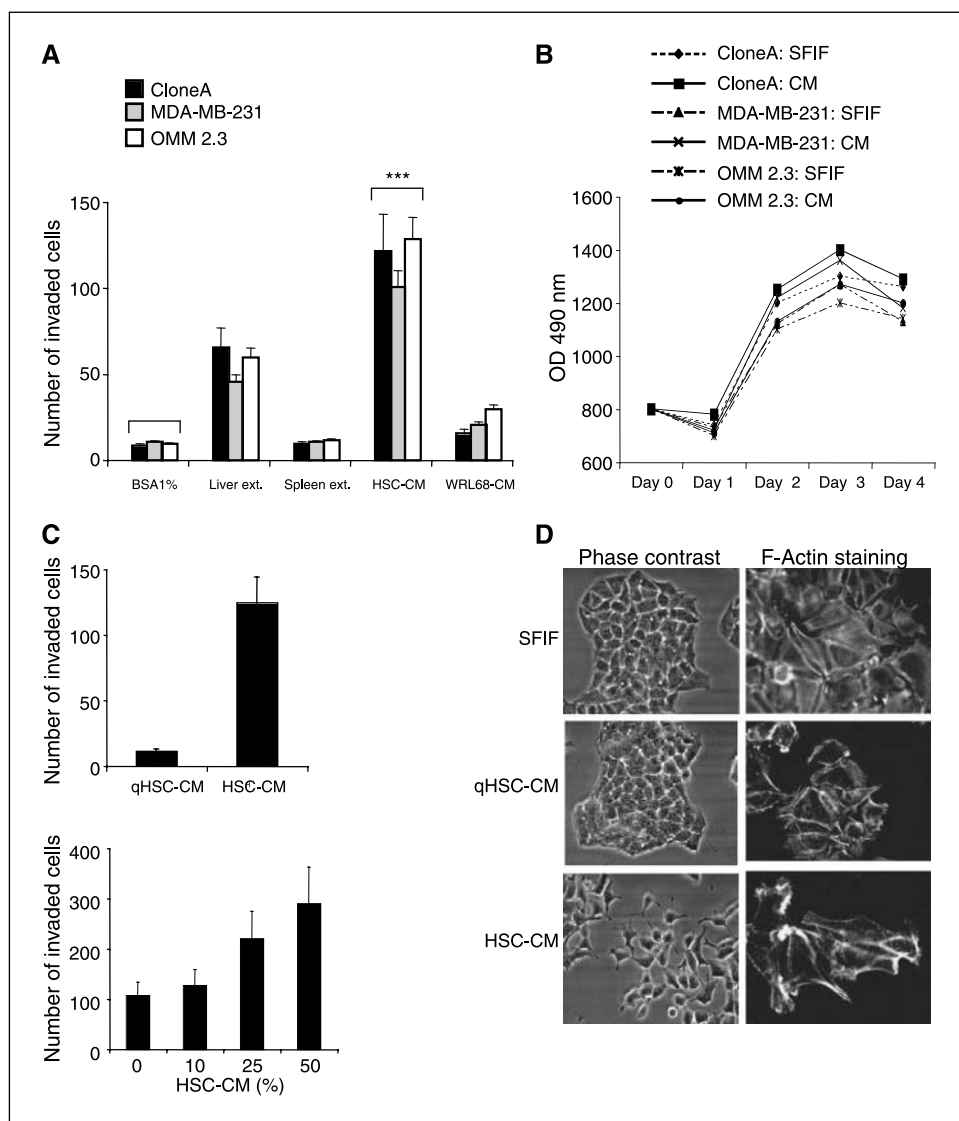 A
CloneA
MDA-MB-231
OMM 2.3
Number of invaded cells
150
100
50
0
***
BSA1% Liver ext. Spleen ext. HSC-CM WRL68-CM
B
CloneA: SFIF
CloneA: CM
MDA-MB-231: SFIF
MDA-MB-231: CM
OMM 2.3: SFIF
OMM 2.3: CM
OD 490 nm
1600
1400
1200
1000
800
600
Day 0 Day 1 Day 2 Day 3 Day 4
C
Number of invaded cells
150
100
50
0
qHSC-CM HSC-CM
Number of invaded cells
400
300
200
100
0
0 10 25 50
HSC-CM (%)
D
Phase contrast F-Actin staining
SFIF
qHSC-CM
HSC-CM